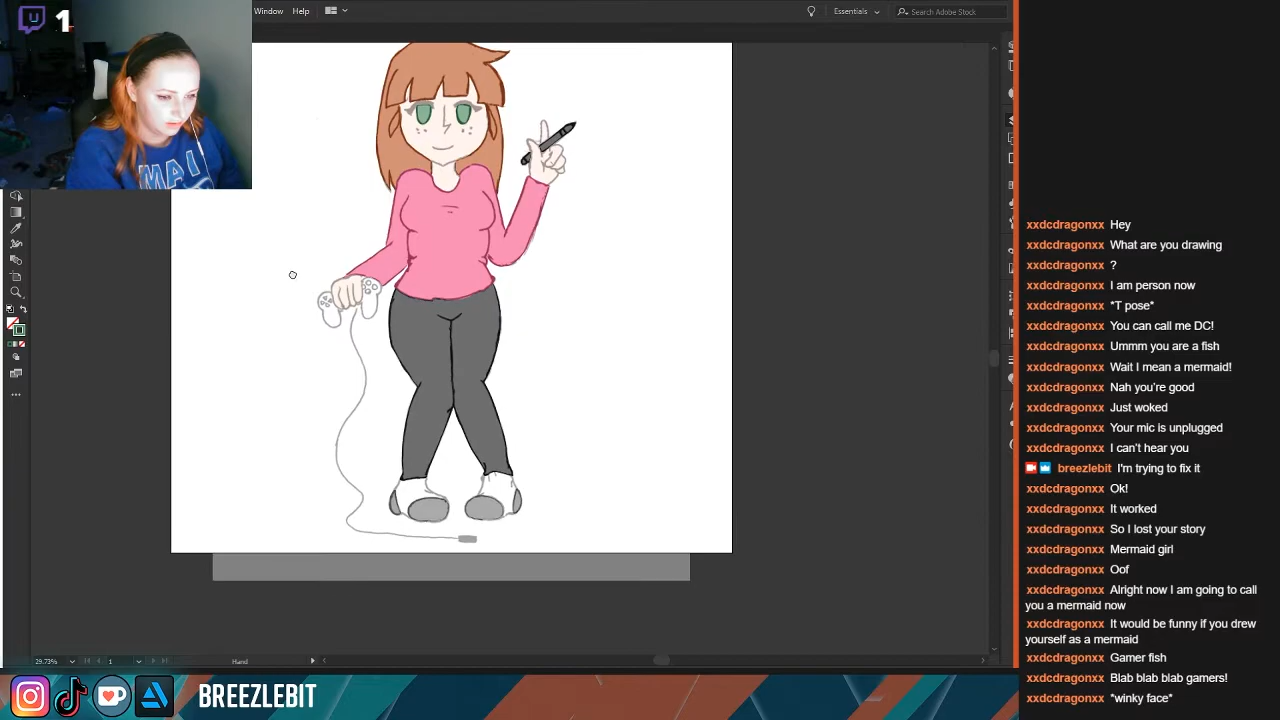 1
Window Help
Essentials
Search Adobe Stock
MAI
xxdcdragonxx Hey
xxdcdragonxx What are you drawing
xxdcdragonxx ?
xxdcdragonxx I am person now
xxdcdragonxx *T pose*
xxdcdragonxx You can call me DC!
xxdcdragonxx Ummm you are a fish
xxdcdragonxx Wait I mean a mermaid!
xxdcdragonxx Nah you're good
xxdcdragonxx Just woked
xxdcdragonxx Your mic is unplugged
xxdcdragonxx I can't hear you
breezlebit I'm trying to fix it
xxdcdragonxx Ok!
xxdcdragonxx It worked
xxdcdragonxx So I lost your story
xxdcdragonxx Mermaid girl
xxdcdragonxx Oof
xxdcdragonxx Alright now I am going to call
you a mermaid now
xxdcdragonxx It would be funny if you drew
yourself as a mermaid
xxdcdragonxx Gamer fish
xxdcdragonxx Blab blab blab gamers!
xxdcdragonxx *winky face*
29.73% 1 Hand
BREEZLEBIT